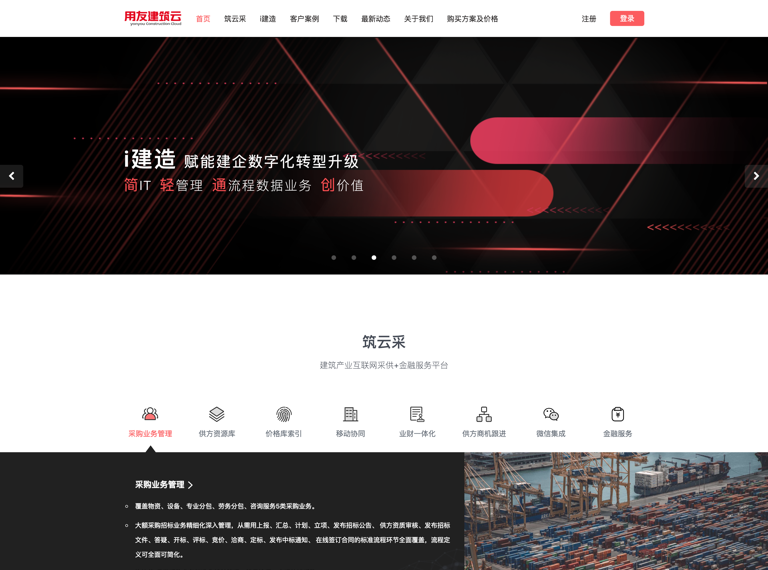 用友建筑云
yonyou Construction Cloud
首页 筑云采 i建造 客户案例 下载 最新动态 关于我们 购买方案及价格 注册 登录
i建造 赋能建企数字化转型升级
简IT 轻管理 通流程数据业务 创价值
筑云采
建筑产业互联网采供+金融服务平台
采购业务管理 供方资源库 价格库索引 移动协同 业财一体化 供方商机跟进 微信集成 金融服务
采购业务管理
覆盖物资、设备、专业分包、劳务分包、咨询服务5类采购业务。
大额采购招标业务精细化深入管理，从需用上报、汇总、计划、立项、发布招标公告、 供方资质审核、发布招标
文件、答疑、开标、评标、竞价、洽商、定标、发布中标通知、 在线签订合同的标准流程环节全面覆盖，流程定
义可全面可简化。